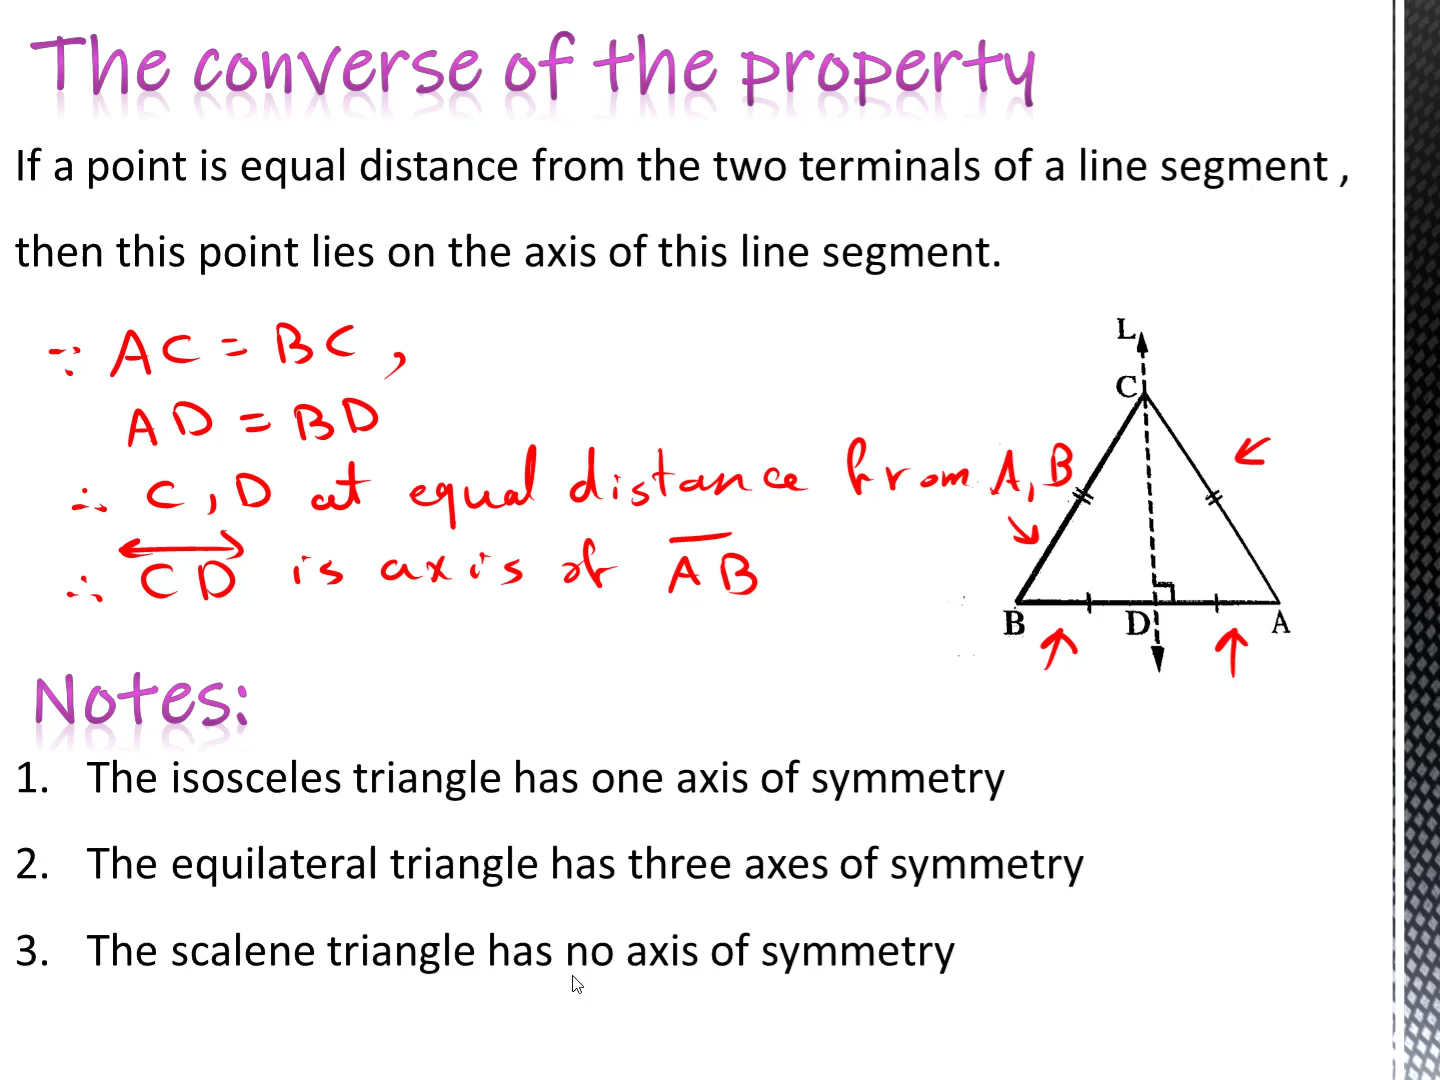 The converse of the property
If a point is equal distance from the two terminals of a line segment ,
then this point lies on the axis of this line segment.
∵ AC = BC ,
AD = BD
∴ C , D at equal distance from A, B
∴ CD is axis of AB
L
C
B
D
A
Notes:
1. The isosceles triangle has one axis of symmetry
2. The equilateral triangle has three axes of symmetry
3. The scalene triangle has no axis of symmetry